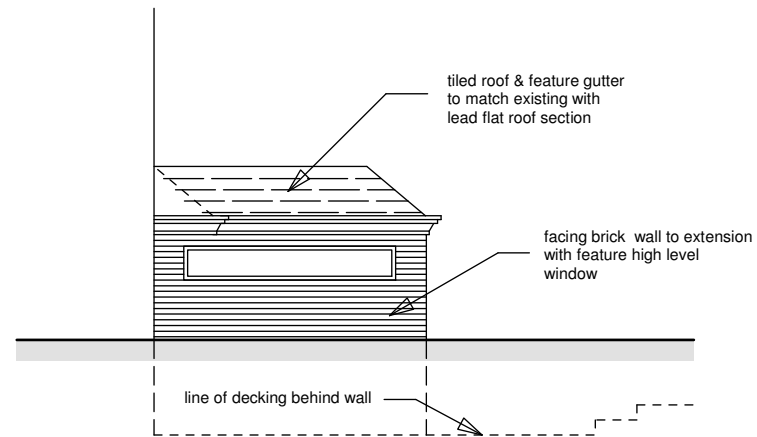 tiled roof & feature gutter
to match existing with
lead flat roof section
facing brick wall to extension
with feature high level
window
line of decking behind wall